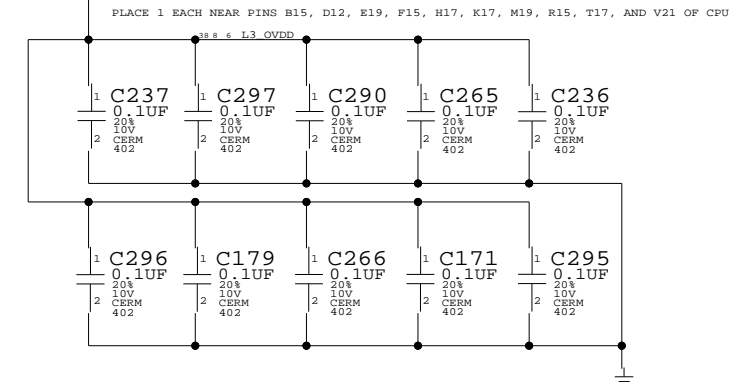 PLACE 1 EACH NEAR PINS B15, D12, E19, F15, H17, K17, M19, R15, T17, AND V21 OF CPU
38 8 6 L3_OVDD
1 C237
0.1UF
20%
10V
2 CERM
402
1 C297
0.1UF
20%
10V
2 CERM
402
1 C290
0.1UF
20%
10V
2 CERM
402
1 C265
0.1UF
20%
10V
2 CERM
402
1 C236
0.1UF
20%
10V
2 CERM
402
1 C296
0.1UF
20%
10V
2 CERM
402
1 C179
0.1UF
20%
10V
2 CERM
402
1 C266
0.1UF
20%
10V
2 CERM
402
1 C171
0.1UF
20%
10V
2 CERM
402
1 C295
0.1UF
20%
10V
2 CERM
402